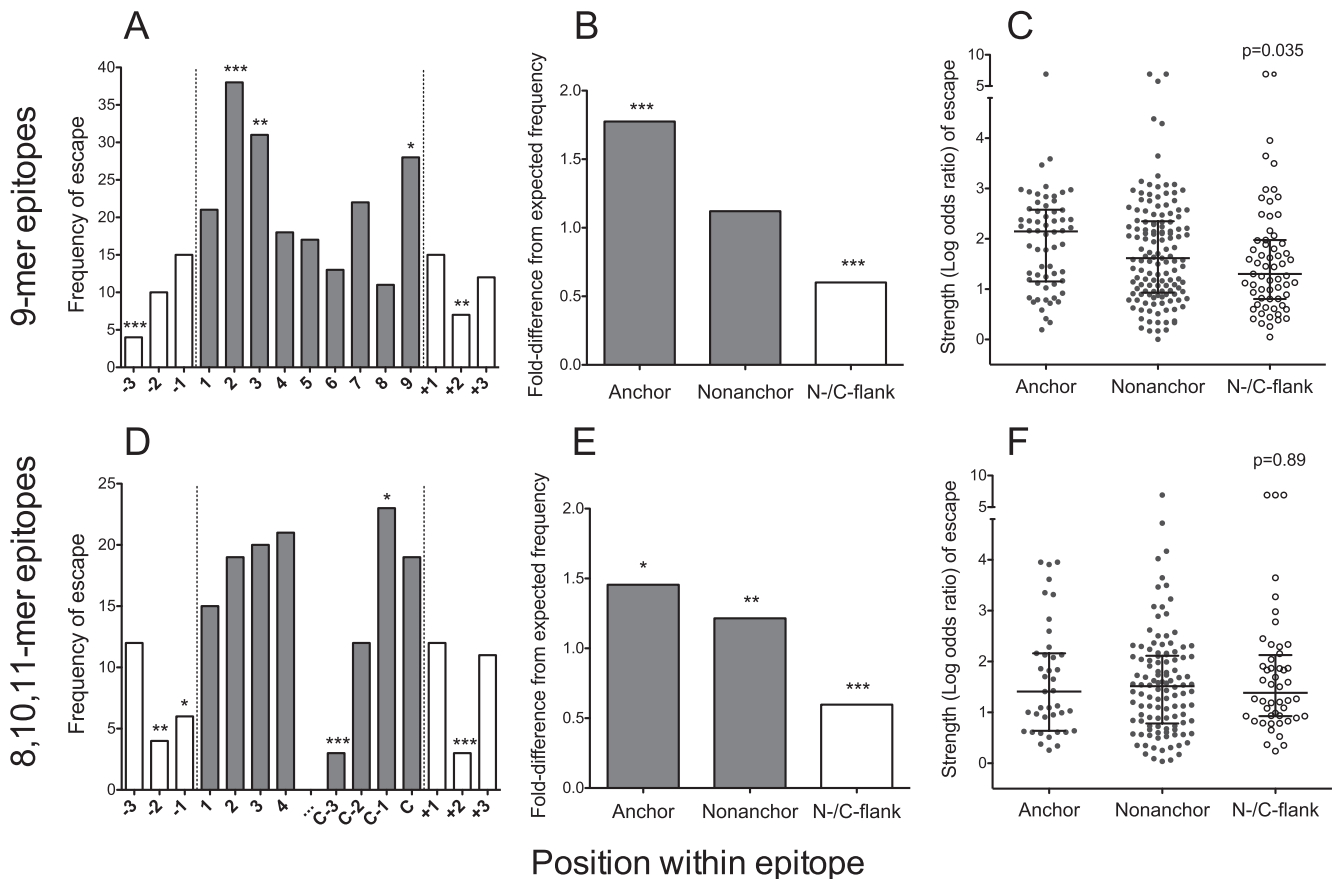 A
9-mer epitopes
Frequency of escape
40
35
30
25
20
15
10
5
0
***
***
**
*
**
-3 -2 -1 1 2 3 4 5 6 7 8 9 +1 +2 +3
B
Fold-difference from expected frequency
2.0
1.5
1.0
0.5
0.0
***
***
Anchor Nonanchor N-/C-flank
C
p=0.035
Strength (Log odds ratio) of escape
10
5
4
3
2
1
0
Anchor Nonanchor N-/C-flank
D
8,10,11-mer epitopes
Frequency of escape
25
20
15
10
5
0
**
*
***
*
***
-3 -2 -1 1 2 3 4 .. C-3 C-2 C-1 C +1 +2 +3
E
Fold-difference from expected frequency
2.0
1.5
1.0
0.5
0.0
*
**
***
Anchor Nonanchor N-/C-flank
F
p=0.89
Strength (Log odds ratio) of escape
10
5
4
3
2
1
0
Anchor Nonanchor N-/C-flank
Position within epitope